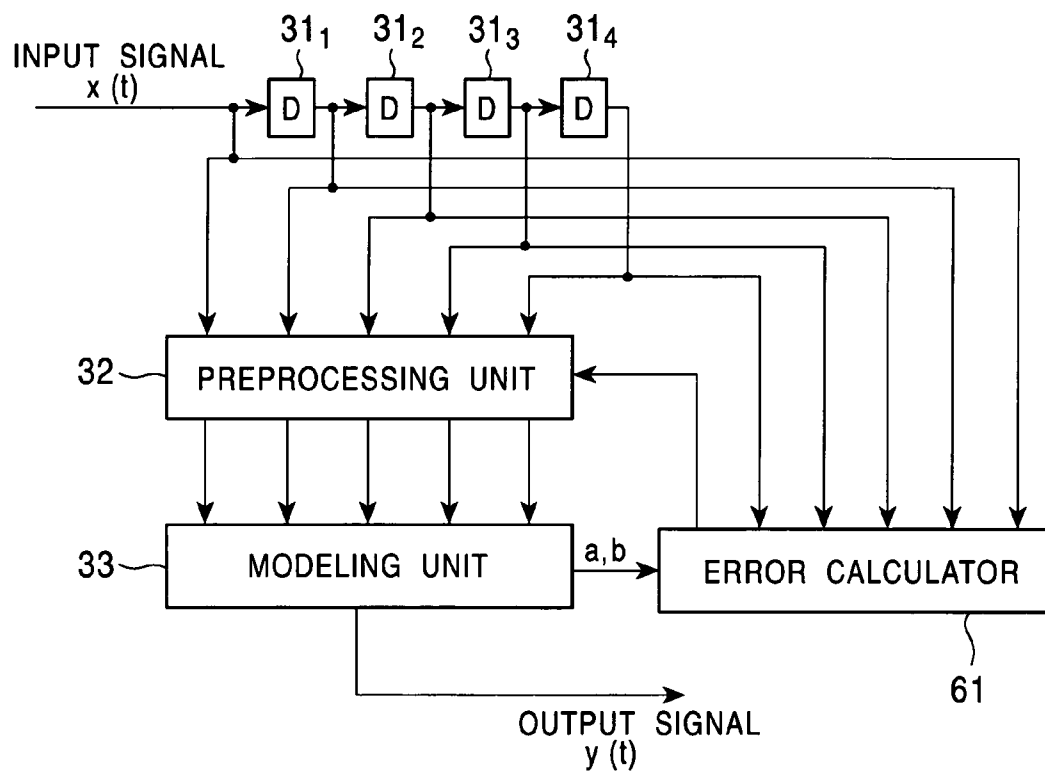 31₁ 31₂ 31₃ 31₄
INPUT SIGNAL
x (t)
D D D D
32
PREPROCESSING UNIT
33
MODELING UNIT
a,b
ERROR CALCULATOR
61
OUTPUT SIGNAL
y (t)